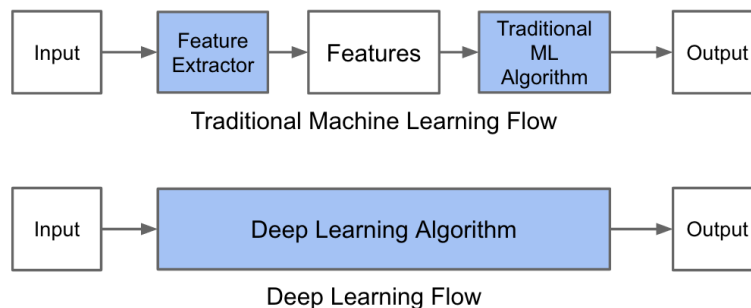 Input
Feature
Extractor
Features
Traditional
ML
Algorithm
Output
Traditional Machine Learning Flow
Input
Deep Learning Algorithm
Output
Deep Learning Flow